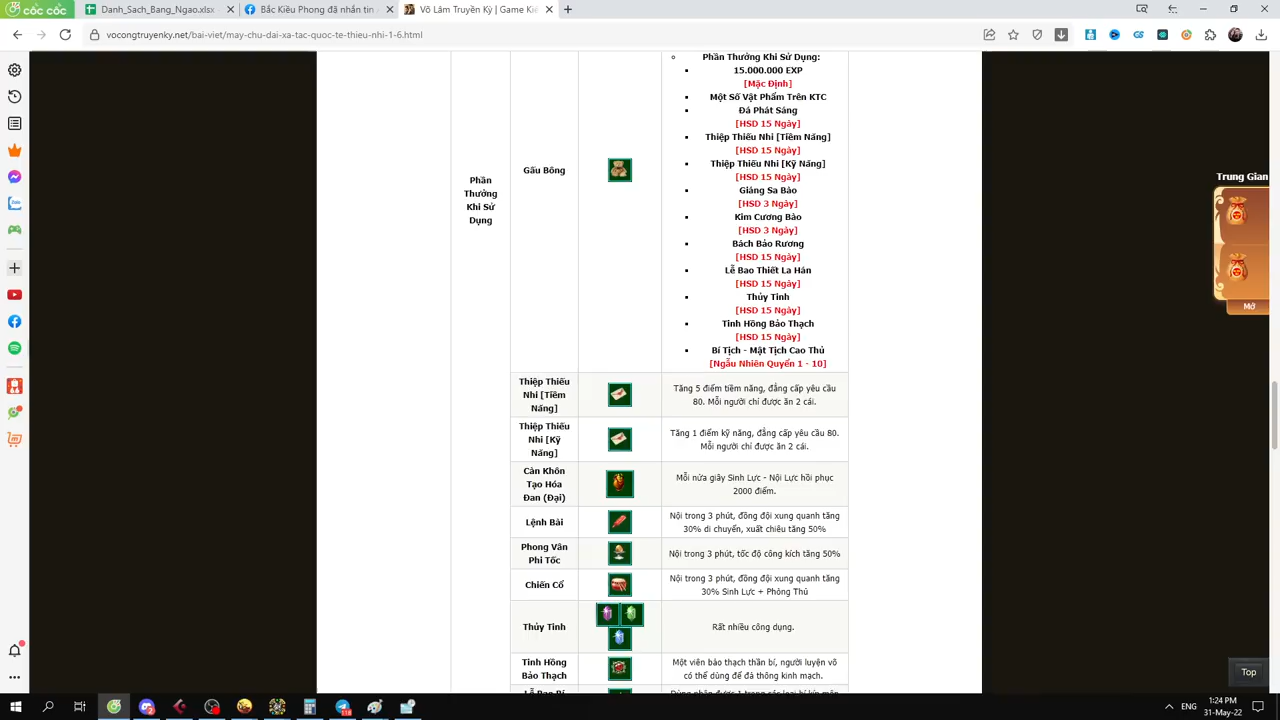 cốc cốc
Danh_Sach_Bang_Ngao.xlsx
Bắc Kiều Phong đã nhắn tin
Võ Lâm Truyền Kỳ | Game Ki
vocongtruyenky.net/bai-viet/may-chu-dai-xa-tac-quoc-te-thieu-nhi-1-6.html
Phần Thưởng Khi Sử Dụng:
15.000.000 EXP
[Mặc Định]
Một Số Vật Phẩm Trên KTC
Đá Phát Sáng
[HSD 15 Ngày]
Thiệp Thiếu Nhi [Tiềm Năng]
[HSD 15 Ngày]
Thiệp Thiếu Nhi [Kỹ Năng]
[HSD 15 Ngày]
Giáng Sa Bào
[HSD 3 Ngày]
Kim Cương Bào
[HSD 3 Ngày]
Bách Bảo Rương
[HSD 15 Ngày]
Lễ Bao Thiết La Hán
[HSD 15 Ngày]
Thủy Tinh
[HSD 15 Ngày]
Tinh Hồng Bảo Thạch
[HSD 15 Ngày]
Bí Tịch - Mật Tịch Cao Thủ
[Ngẫu Nhiên Quyển 1 - 10]
Phần
Thưởng
Khi Sử
Dụng
Gấu Bông
Thiệp Thiếu
Nhi [Tiềm
Năng]
Tăng 5 điểm tiềm năng, đẳng cấp yêu cầu
80. Mỗi người chỉ được ăn 2 cái.
Thiệp Thiếu
Nhi [Kỹ
Năng]
Tăng 1 điểm kỹ năng, đẳng cấp yêu cầu 80.
Mỗi người chỉ được ăn 2 cái.
Càn Khôn
Tạo Hóa
Đan (Đại)
Mỗi nửa giây Sinh Lực - Nội Lực hồi phục
2000 điểm.
Lệnh Bài
Nội trong 3 phút, đồng đội xung quanh tăng
30% di chuyển, xuất chiêu tăng 50%
Phong Vân
Phi Tốc
Nội trong 3 phút, tốc độ công kích tăng 50%
Chiến Cổ
Nội trong 3 phút, đồng đội xung quanh tăng
30% Sinh Lực + Phòng Thủ
Thủy Tinh
Rất nhiều công dụng.
Tinh Hồng
Bảo Thạch
Một viên bảo thạch thần bí, người luyện võ
có thể dùng để đả thông kinh mạch.
Lễ Bao Bí
Trung Gian
Mở
Top
ENG
1:24 PM
31-May-22